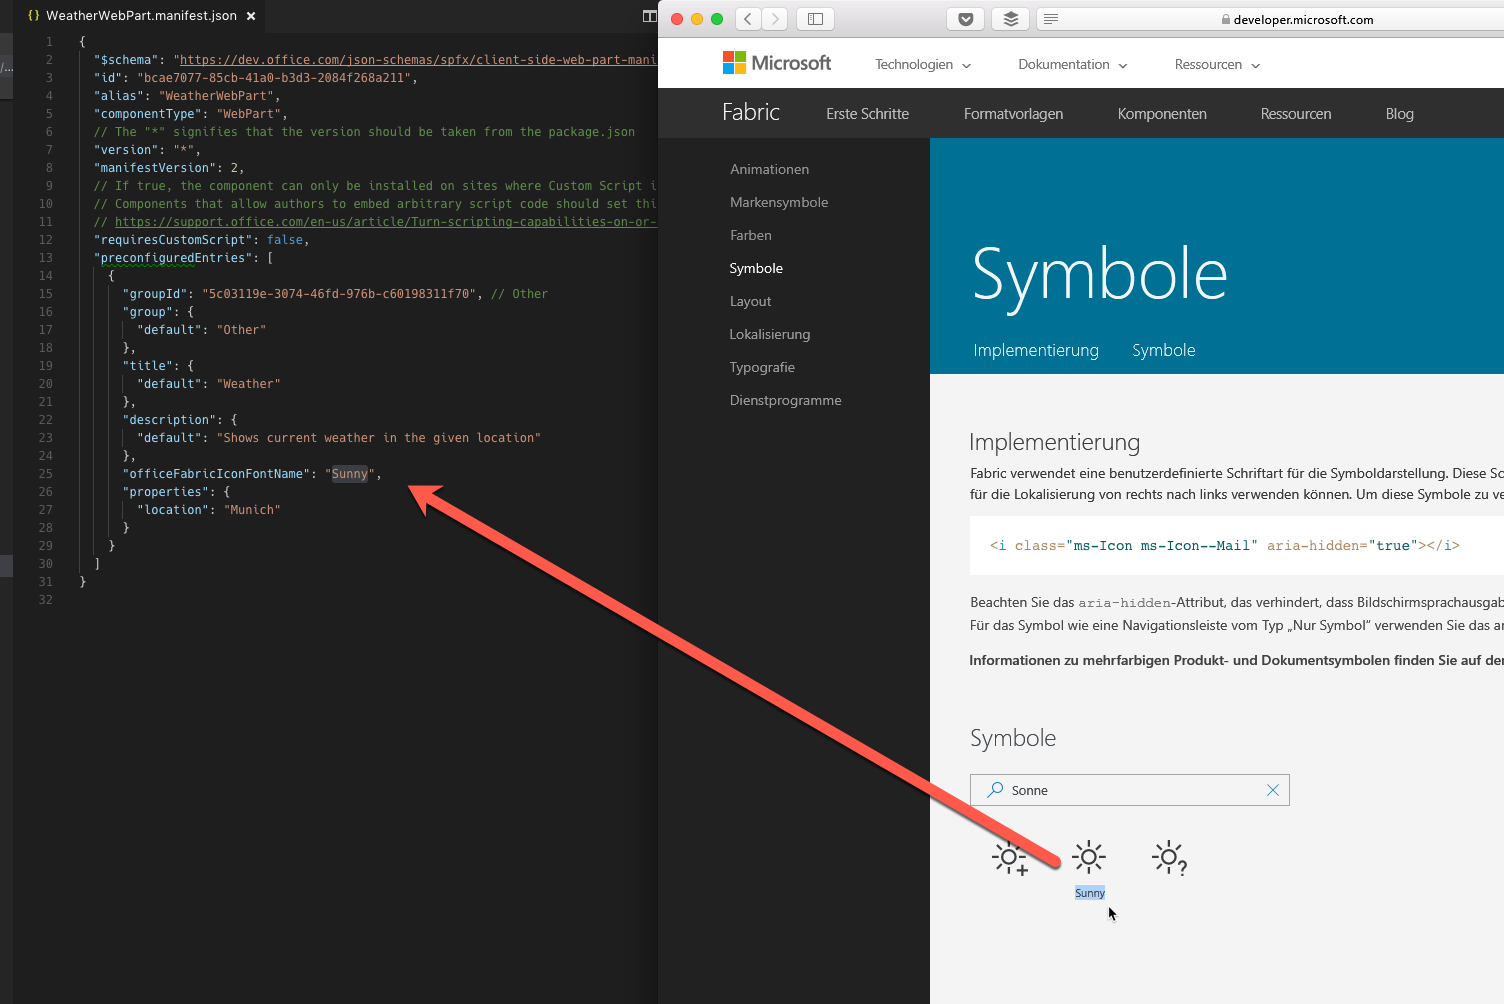 {} WeatherWebPart.manifest.json ×
/...
1 {
2 "$schema": "https://dev.office.com/json-schemas/spfx/client-side-web-part-mani
3 "id": "bcae7077-85cb-41a0-b3d3-2084f268a211",
4 "alias": "WeatherWebPart",
5 "componentType": "WebPart",
6 // The "*" signifies that the version should be taken from the package.json
7 "version": "*",
8 "manifestVersion": 2,
9 // If true, the component can only be installed on sites where Custom Script i
10 // Components that allow authors to embed arbitrary script code should set thi
11 // https://support.office.com/en-us/article/Turn-scripting-capabilities-on-or-
12 "requiresCustomScript": false,
13 "preconfiguredEntries": [
14 {
15 "groupId": "5c03119e-3074-46fd-976b-c60198311f70", // Other
16 "group": {
17 "default": "Other"
18 },
19 "title": {
20 "default": "Weather"
21 },
22 "description": {
23 "default": "Shows current weather in the given location"
24 },
25 "officeFabricIconFontName": "Sunny",
26 "properties": {
27 "location": "Munich"
28 }
29 }
30 ]
31 }
32
developer.microsoft.com
Microsoft Technologien Dokumentation Ressourcen
Fabric Erste Schritte Formatvorlagen Komponenten Ressourcen Blog
Animationen
Markensymbole
Farben
Symbole
Layout
Lokalisierung
Typografie
Dienstprogramme
Symbole
Implementierung Symbole
Implementierung
Fabric verwendet eine benutzerdefinierte Schriftart für die Symboldarstellung. Diese Sc
für die Lokalisierung von rechts nach links verwenden können. Um diese Symbole zu ve
<i class="ms-Icon ms-Icon--Mail" aria-hidden="true"></i>
Beachten Sie das aria-hidden-Attribut, das verhindert, dass Bildschirmsprachausgab
Für das Symbol wie eine Navigationsleiste vom Typ „Nur Symbol“ verwenden Sie das ar
Informationen zu mehrfarbigen Produkt- und Dokumentsymbolen finden Sie auf der
Symbole
Sonne
Sunny